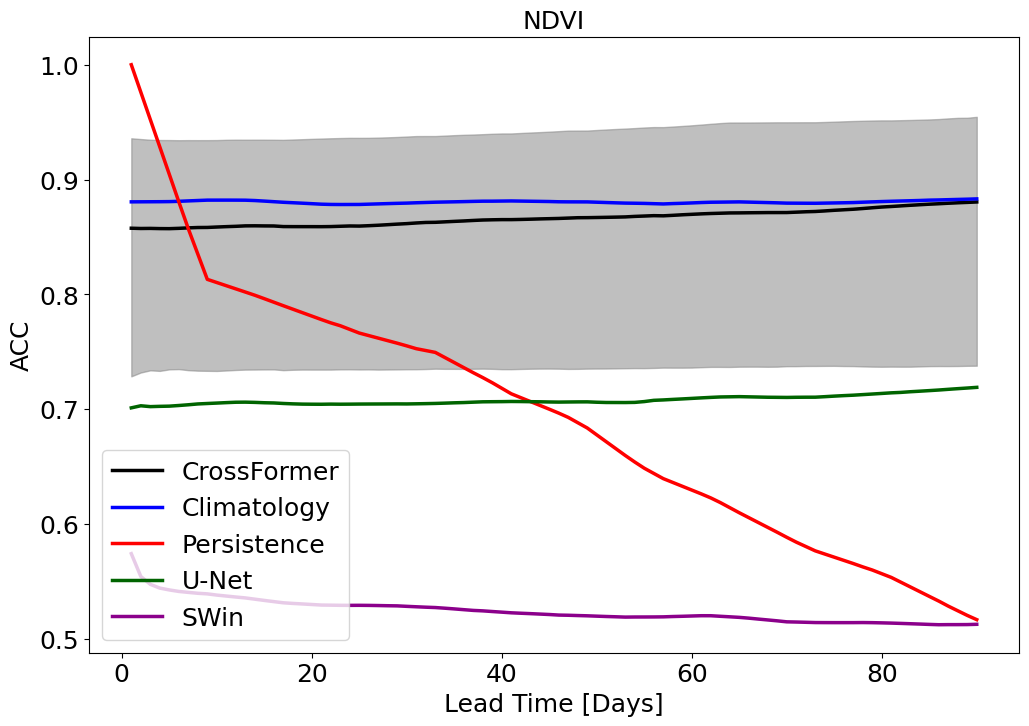 NDVI
ACC
1.0
0.9
0.8
0.7
0.6
0.5
CrossFormer
Climatology
Persistence
U-Net
SWin
0 20 40 60 80
Lead Time [Days]